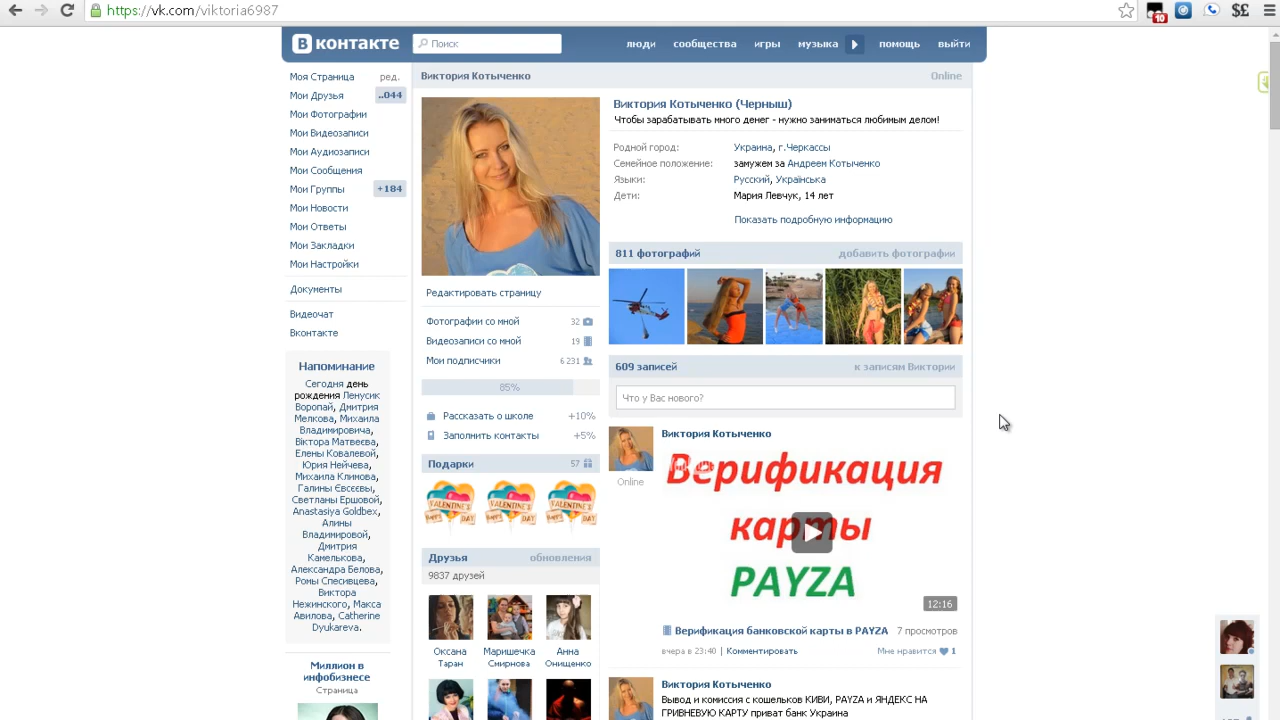 https://vk.com/viktoria6987
10
$$
В контакте
Поиск
люди сообщества игры музыка помощь выйти
Моя Страница ред.
Мои Друзья ..044
Мои Фотографии
Мои Видеозаписи
Мои Аудиозаписи
Мои Сообщения
Мои Группы +184
Мои Новости
Мои Ответы
Мои Закладки
Мои Настройки
Документы
Видеочат
Вконтакте
Напоминание
Сегодня день
рождения Ленусик
Воропай, Дмитрия
Мелкова, Михаила
Владимировича,
Віктора Матвеєва,
Елены Ковалевой,
Юрия Нейчева,
Михаила Климова,
Галины Євсєєвы,
Светланы Ершовой,
Anastasiya Goldbex,
Алины
Владимировой,
Дмитрия
Камелькова,
Александра Белова,
Ромы Спесивцева,
Виктора
Нежинского, Макса
Авилова, Catherine
Dyukareva.
Миллион в
инфобизнесе
Страница
Виктория Котыченко Online
Редактировать страницу
Фотографии со мной 32
Видеозаписи со мной 19
Мои подписчики 6 231
85%
Рассказать о школе +10%
Заполнить контакты +5%
Подарки 57
VALENTINE'S VALENTINE'S VALENTINE'S
Друзья обновления
9837 друзей
Оксана Таран
Маришечка Смирнова
Анна Онищенко
Виктория Котыченко (Черныш)
Чтобы зарабатывать много денег - нужно заниматься любимым делом!
Родной город: Украина, г.Черкассы
Семейное положение: замужем за Андреем Котыченко
Языки: Русский, Українська
Дети: Мария Левчук, 14 лет
Показать подробную информацию
811 фотографий добавить фотографии
609 записей к записям Виктории
Что у Вас нового?
Виктория Котыченко
Online
Верификация
карты
PAYZA
12:16
Верификация банковской карты в PAYZA 7 просмотров
вчера в 23:40 | Комментировать Мне нравится 1
Виктория Котыченко
Вывод и комиссия с кошельков КИВИ, PAYZA и ЯНДЕКС НА
ГРИВНЕВУЮ КАРТУ приват банк Украина